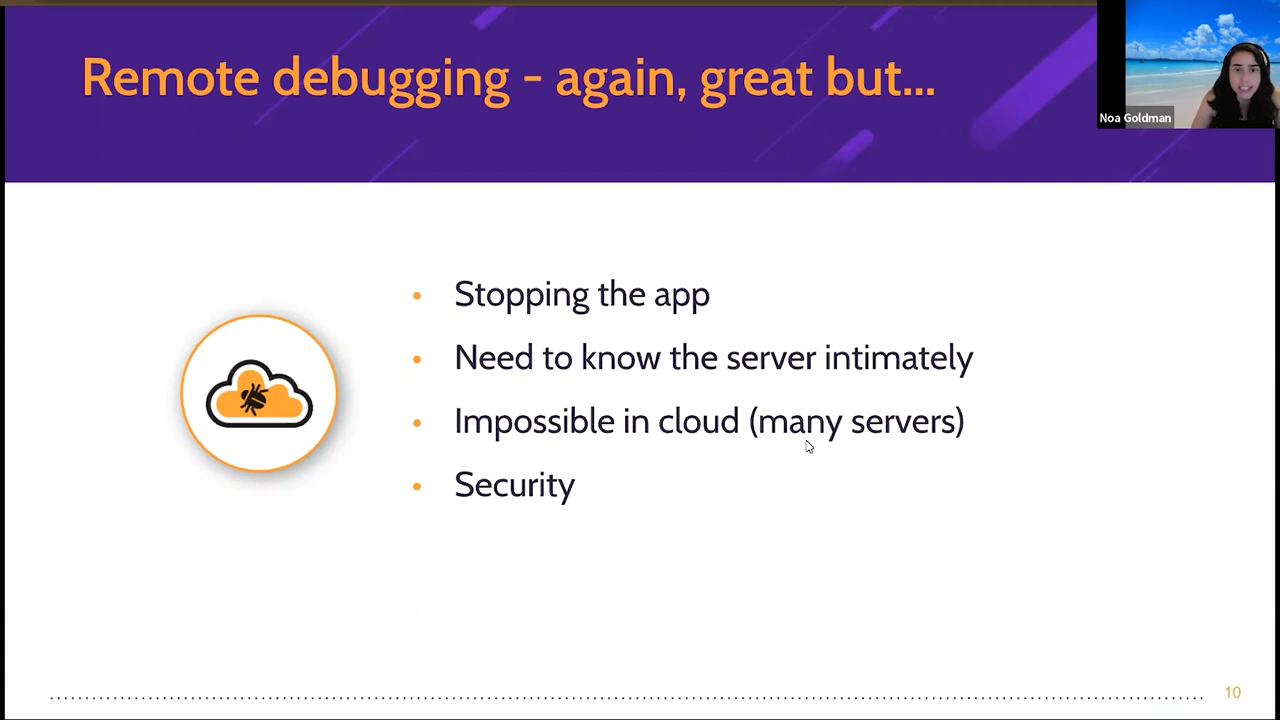 Remote debugging - again, great but...
Noa Goldman
• Stopping the app
• Need to know the server intimately
• Impossible in cloud (many servers)
• Security
10